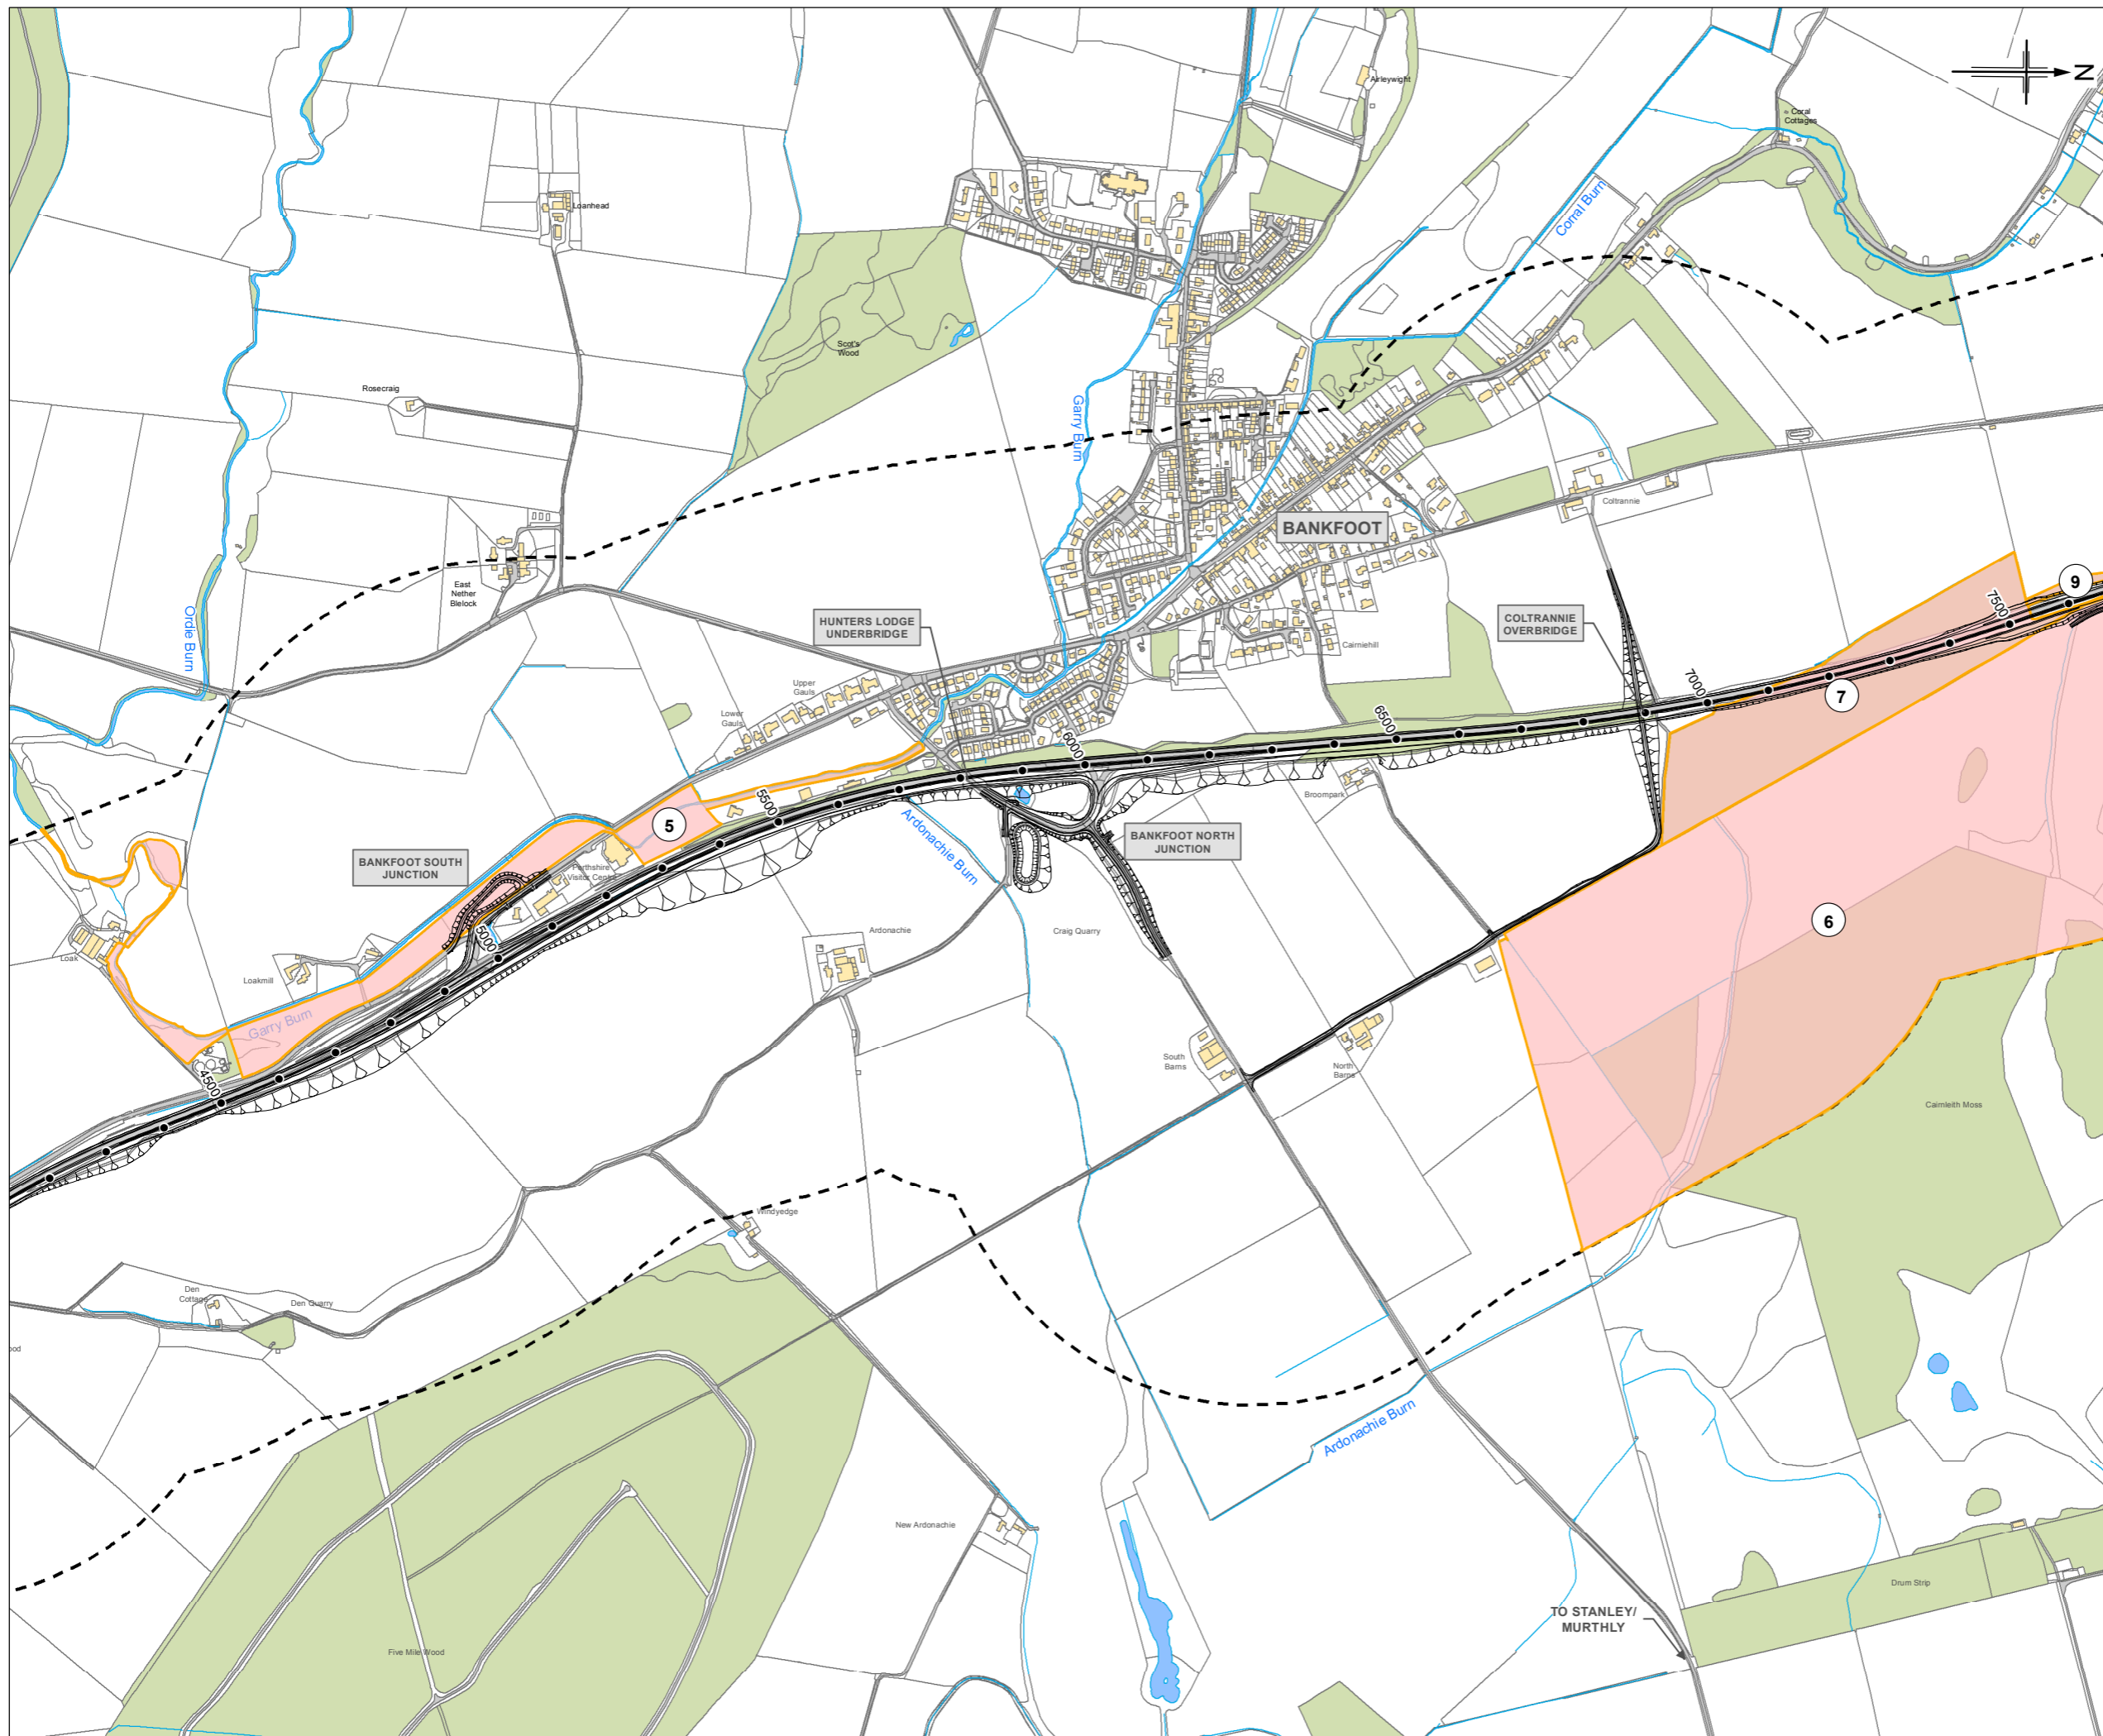 N
Airleywight
Coral
Cottages
Corral Burn
Loanhead
Scot's
Wood
Rosecraig
Garry Burn
BANKFOOT
Coltrannie
East
Nether
Blelock
Ordie Burn
HUNTERS LODGE
UNDERBRIDGE
COLTRANNIE
OVERBRIDGE
Cairniehill
9
7500
7000
7
Upper
Gauls
Lower
Gauls
6500
6000
5500
5
Broompark
Ardonachie Burn
BANKFOOT NORTH
JUNCTION
BANKFOOT SOUTH
JUNCTION
Perthshire
Visitor Centre
5000
Ardonachie
Craig Quarry
6
Loak
Loakmill
Garry Burn
4500
South
Barns
North
Barns
Cairnleith Moss
Windyedge
Den
Cottage
Den Quarry
ood
Ardonachie Burn
New Ardonachie
Drum Strip
TO STANLEY/
MURTHLY
Five Mile Wood